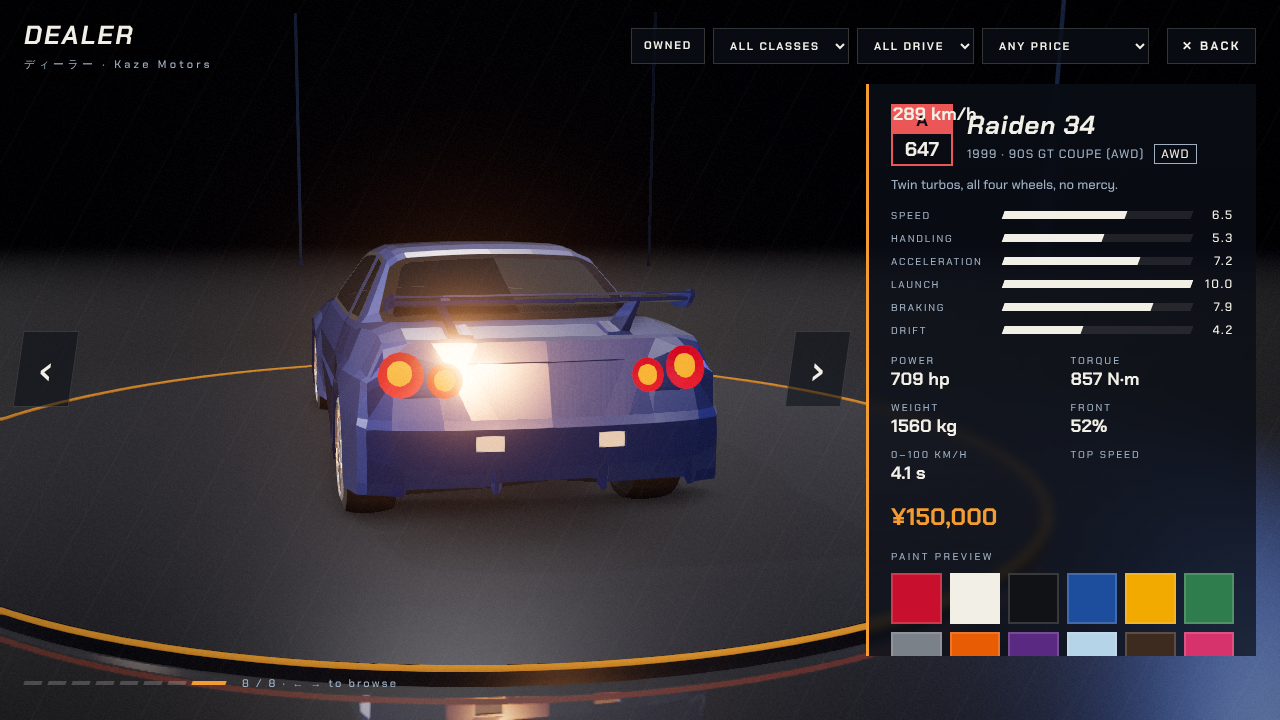 DEALER
ディーラー · Kaze Motors
OWNED
ALL CLASSES
ALL DRIVE
ANY PRICE
✕ BACK
289 km/h
A
647
Raiden 34
1999 · 90S GT COUPE (AWD)
AWD
Twin turbos, all four wheels, no mercy.
SPEED 6.5
HANDLING 5.3
ACCELERATION 7.2
LAUNCH 10.0
BRAKING 7.9
DRIFT 4.2
POWER
709 hp
TORQUE
857 N·m
WEIGHT
1560 kg
FRONT
52%
0–100 KM/H
4.1 s
TOP SPEED
¥150,000
PAINT PREVIEW
‹
›
8 / 8 · ← → to browse